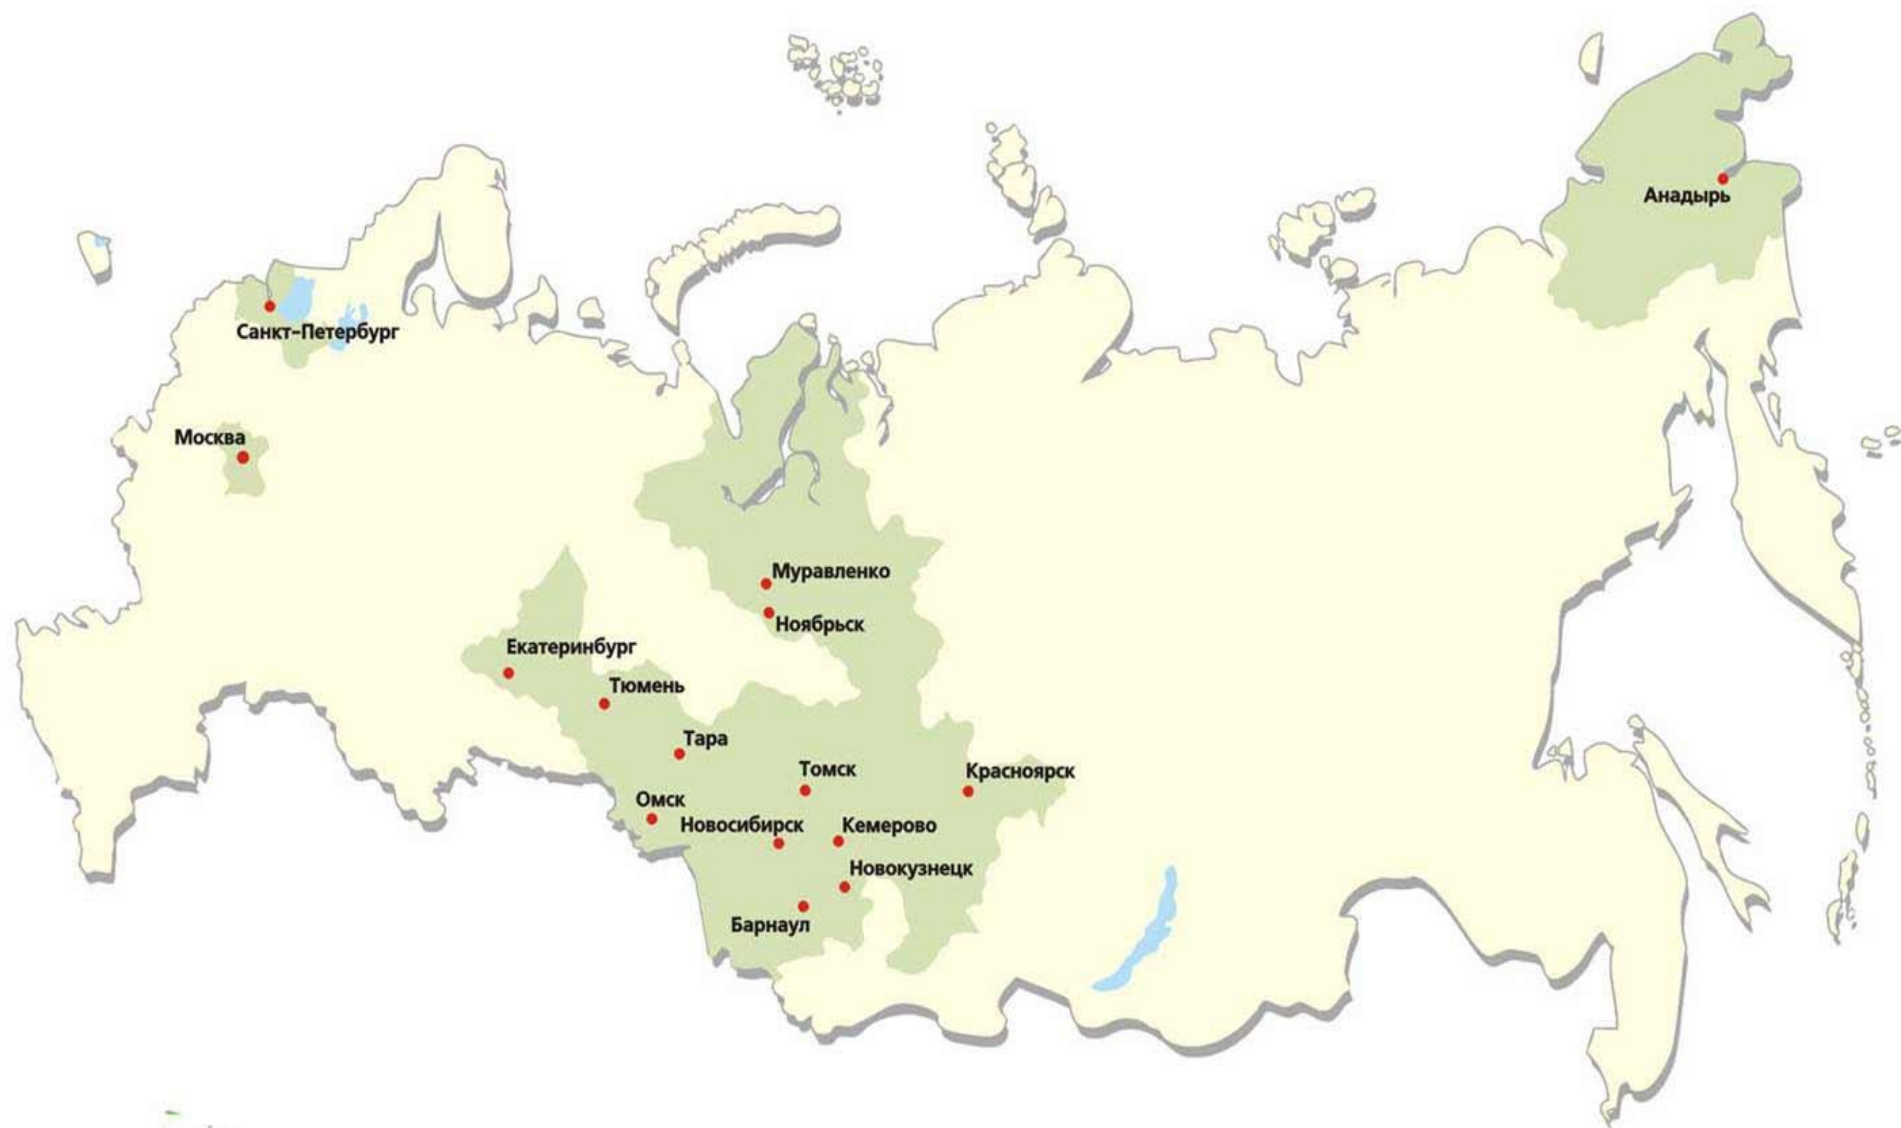 Анадырь
Санкт-Петербург
Москва
Муравленко
Ноябрьск
Екатеринбург
Тюмень
Тара
Томск
Красноярск
Омск
Новосибирск
Кемерово
Новокузнецк
Барнаул